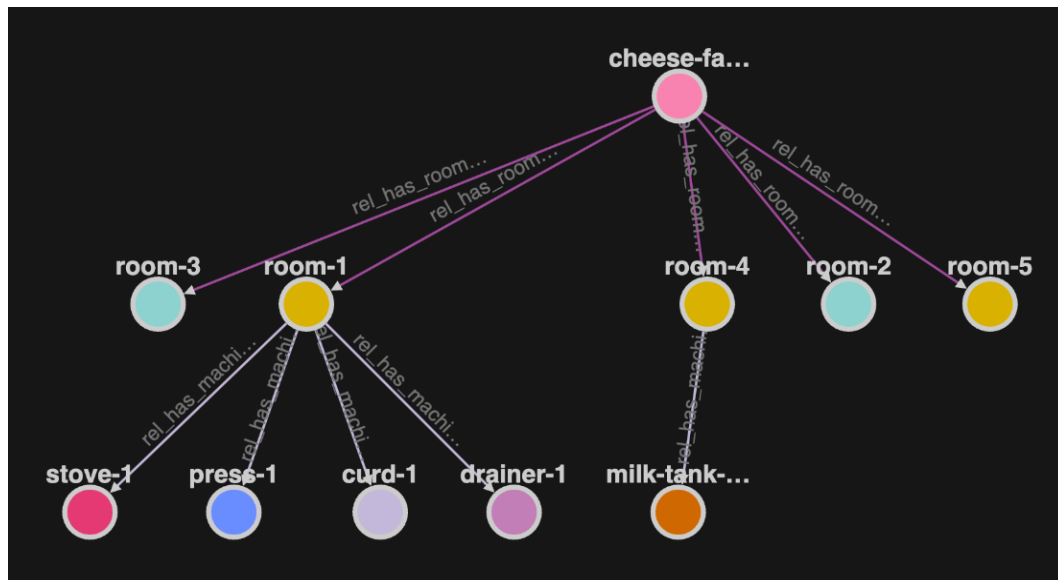 cheese-fa...
rel_has_room...
rel_has_room...
rel_has_room...
rel_has_room...
rel_has_room...
room-3
room-1
room-4
room-2
room-5
rel_has_machi...
rel_has_machi
rel_has_machi
rel_has_machi...
rel_has_machi
stove-1
press-1
curd-1
drainer-1
milk-tank-...